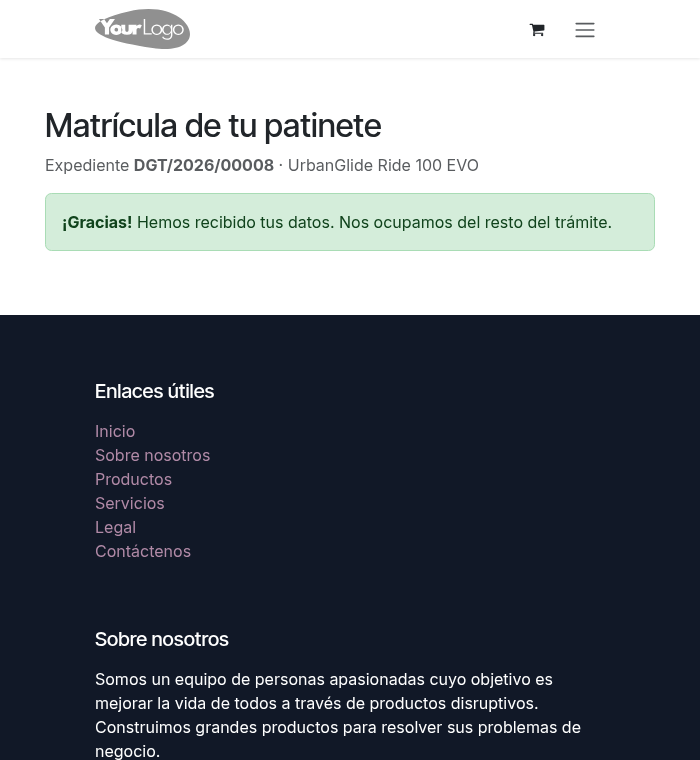 YourLogo
Matrícula de tu patinete
Expediente DGT/2026/00008 · UrbanGlide Ride 100 EVO
¡Gracias! Hemos recibido tus datos. Nos ocupamos del resto del trámite.
Enlaces útiles
Inicio
Sobre nosotros
Productos
Servicios
Legal
Contáctenos
Sobre nosotros
Somos un equipo de personas apasionadas cuyo objetivo es
mejorar la vida de todos a través de productos disruptivos.
Construimos grandes productos para resolver sus problemas de
negocio.